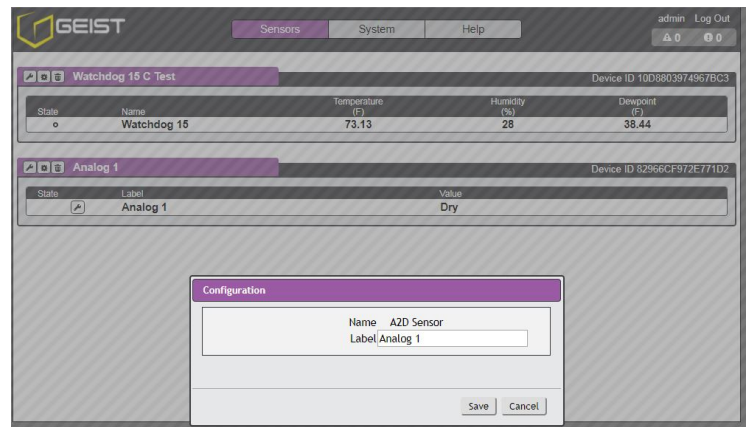 GEIST
Sensors System Help
admin Log Out
0 0
Watchdog 15 C Test Device ID 10D8803974967BC3
State Name Temperature (F) Humidity (%) Dewpoint (F)
Watchdog 15 73.13 28 38.44
Analog 1 Device ID 82966CF972E771D2
State Label Value
Analog 1 Dry
Configuration
Name A2D Sensor
Label Analog 1
Save Cancel